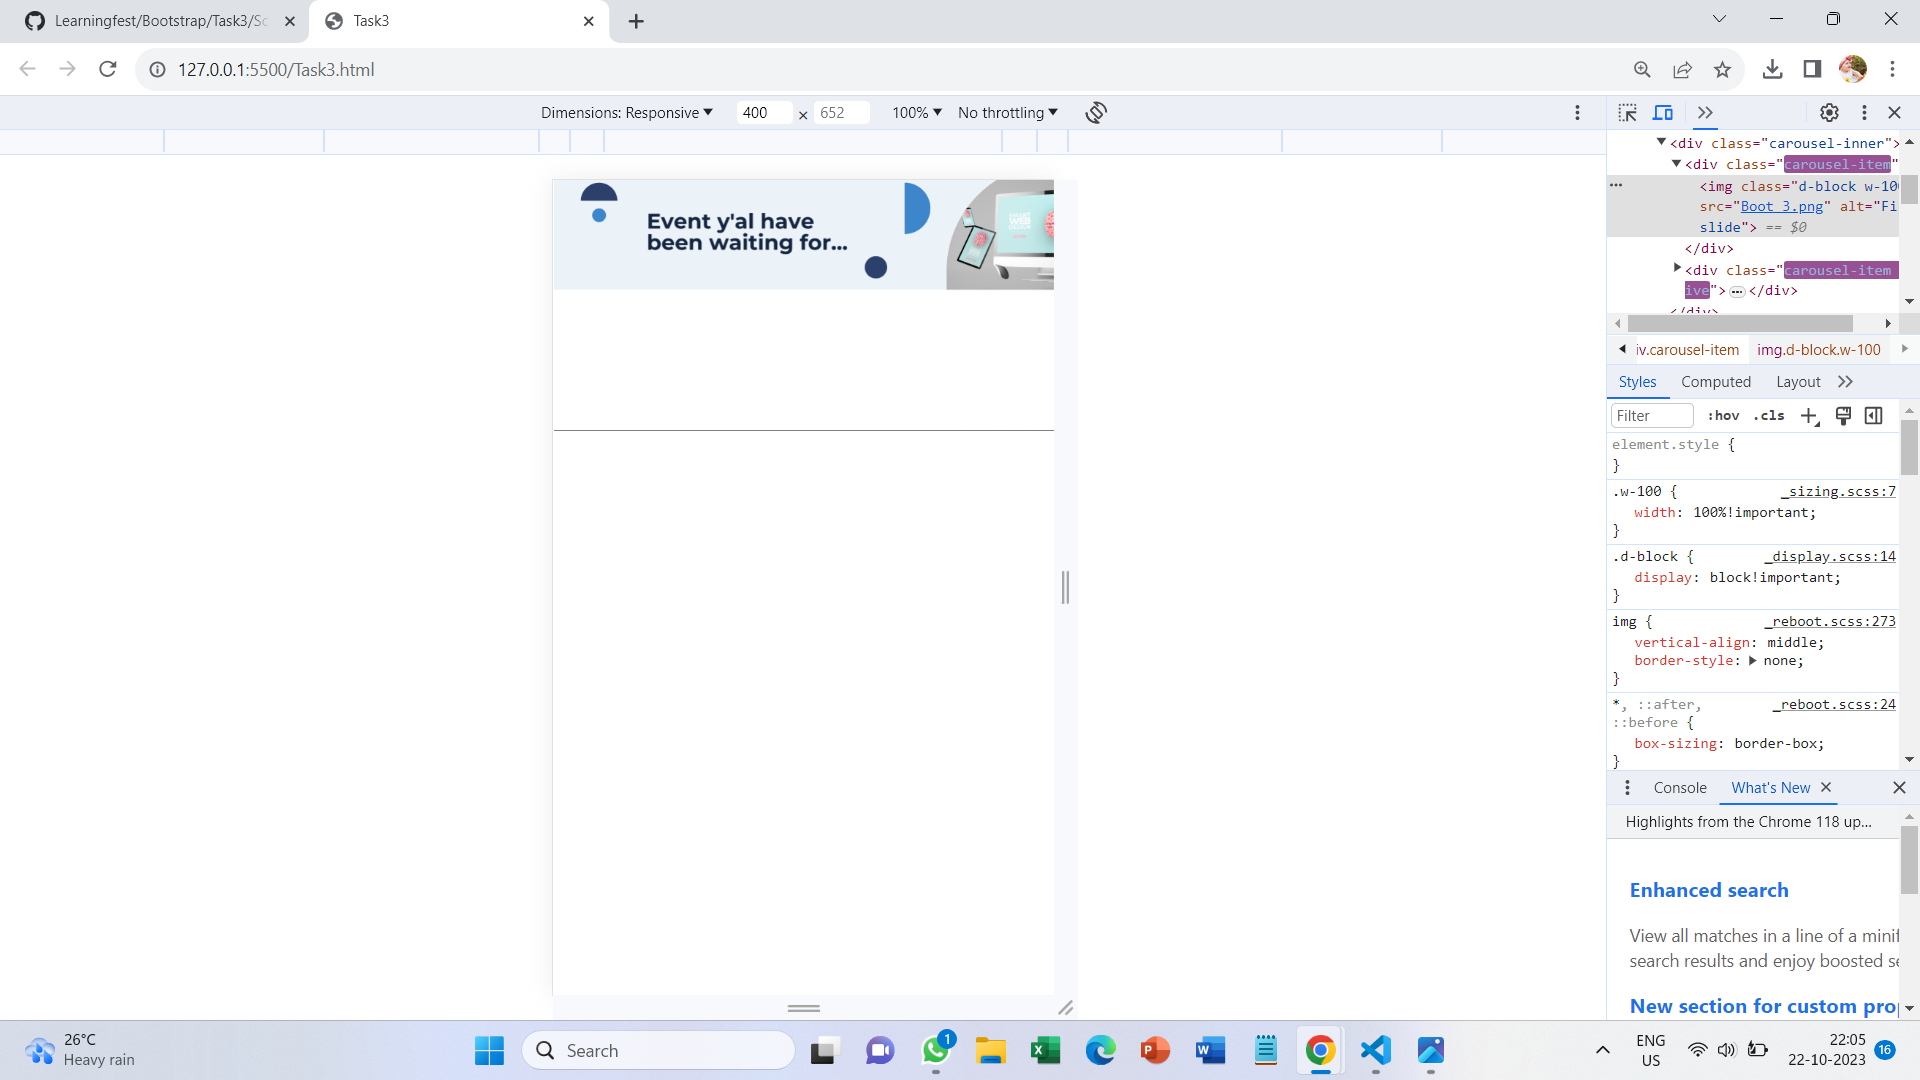 Learningfest/Bootstrap/Task3/Sc
Task3
127.0.0.1:5500/Task3.html
Dimensions: Responsive
400 × 652
100%
No throttling
Event y'al have
been waiting for...
<div class="carousel-inner">
<div class="carousel-item"
<img class="d-block w-10
src="Boot 3.png" alt="Fi
slide"> == $0
</div>
<div class="carousel-item
ive">…</div>
</div>
iv.carousel-item
img.d-block.w-100
Styles
Computed
Layout
Filter
:hov
.cls
element.style {
}
.w-100 {
_sizing.scss:7
width: 100%!important;
}
.d-block {
_display.scss:14
display: block!important;
}
img {
_reboot.scss:273
vertical-align: middle;
border-style: none;
}
*, ::after,
_reboot.scss:24
::before {
box-sizing: border-box;
}
Console
What's New
Highlights from the Chrome 118 up...
Enhanced search
View all matches in a line of a minif
search results and enjoy boosted se
New section for custom prop
26°C
Heavy rain
Search
1
ENG
US
22:05
22-10-2023
16